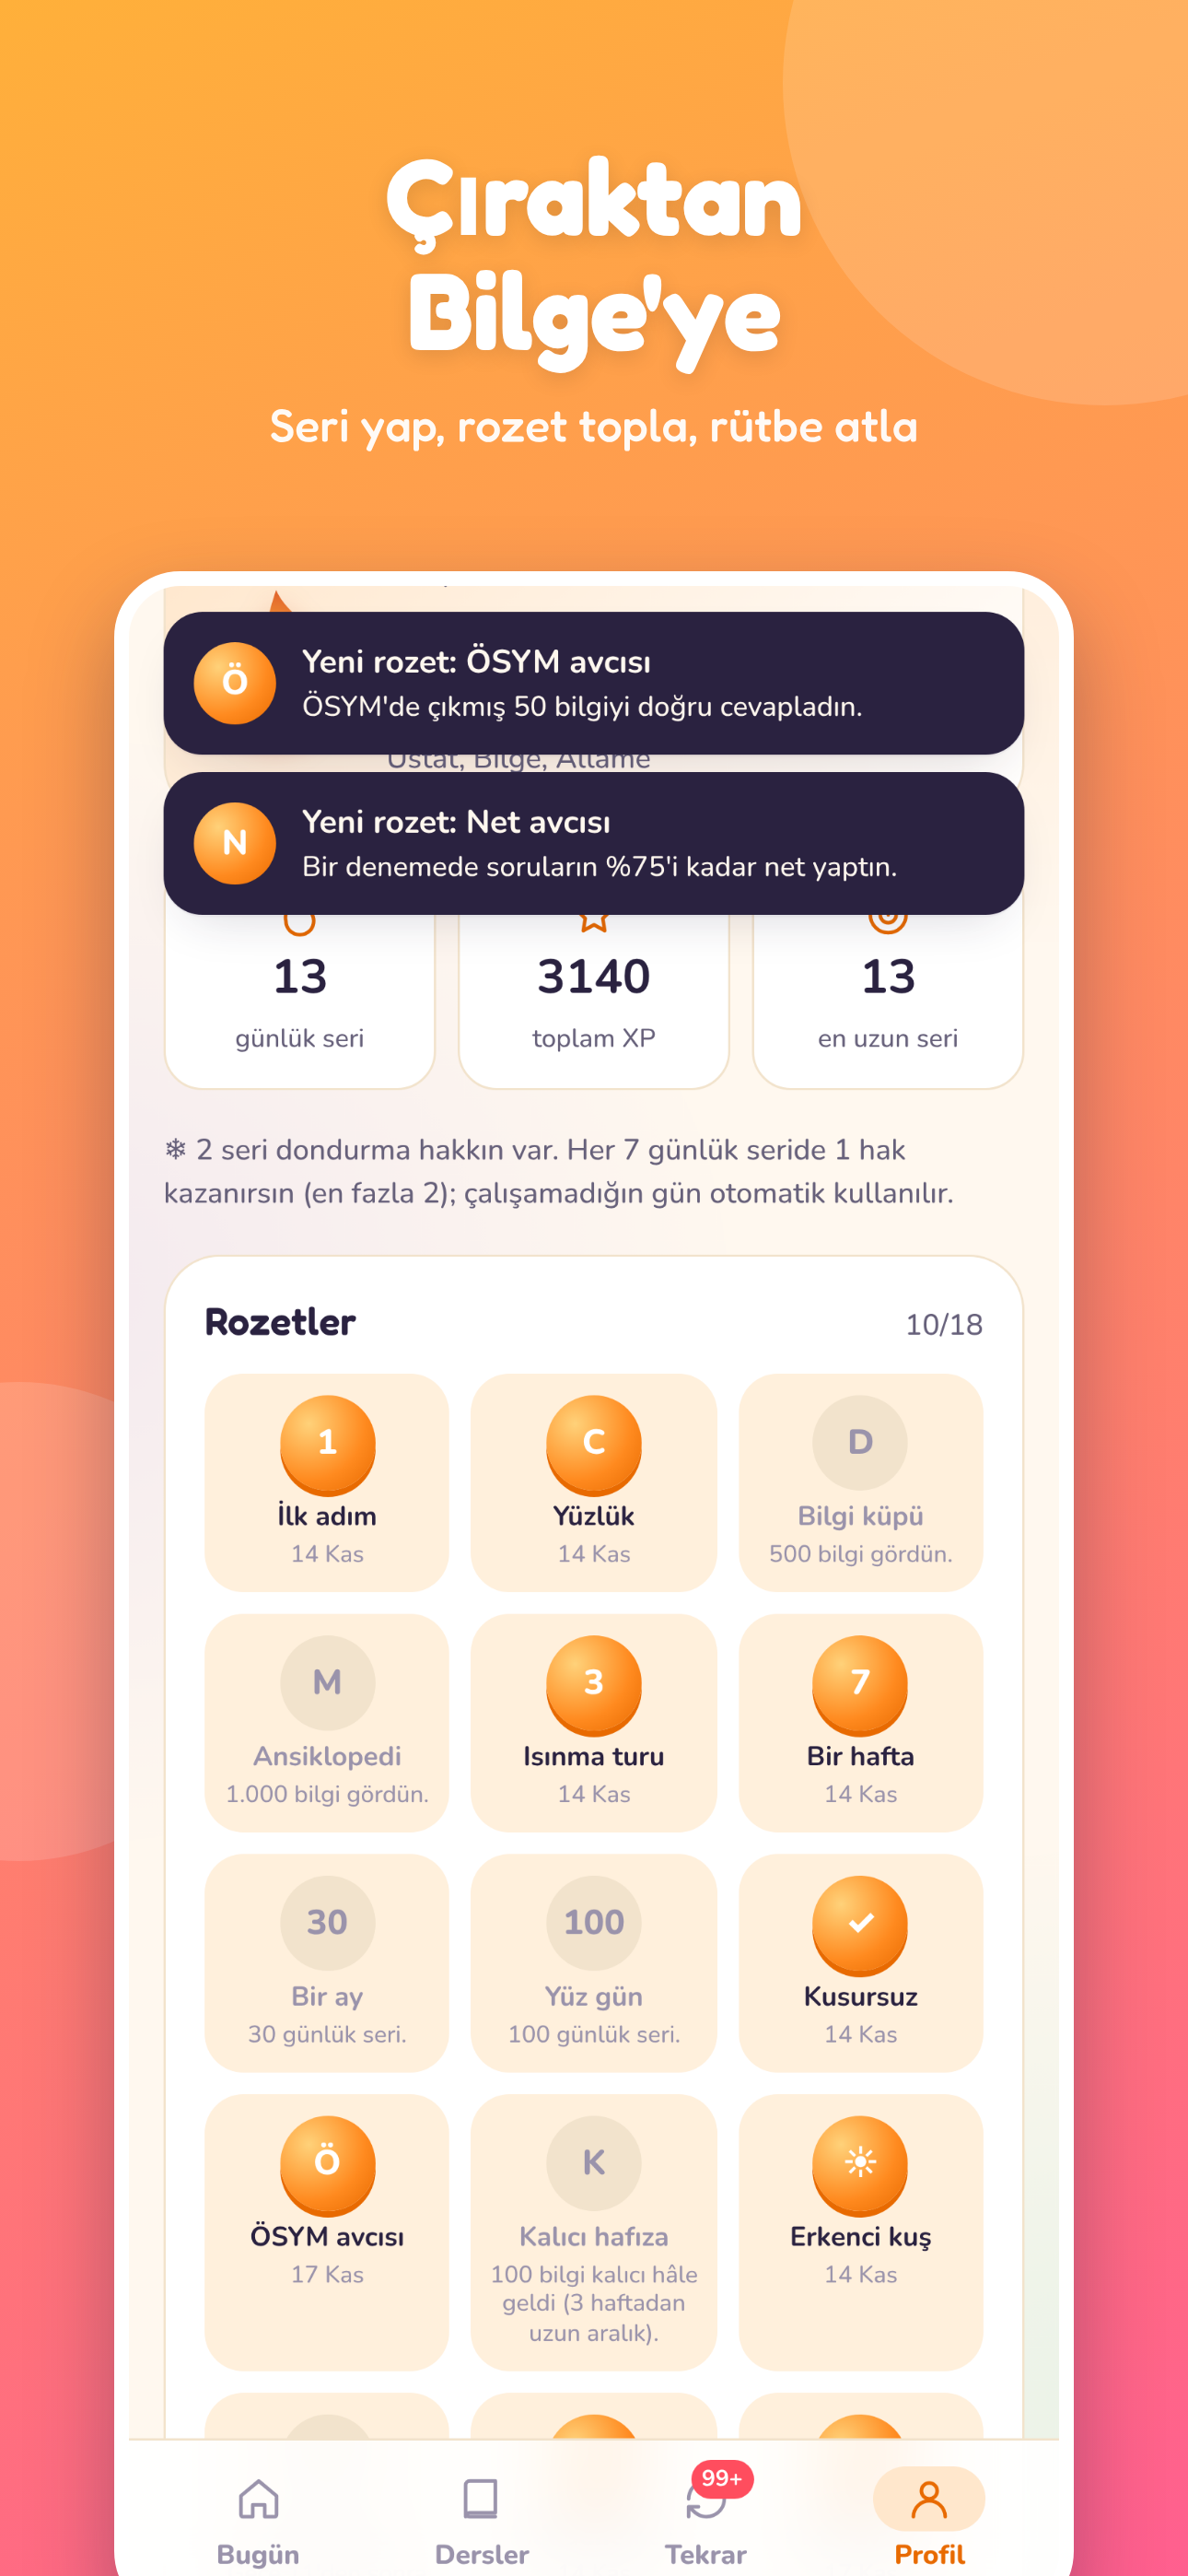 Çıraktan
Bilge'ye
Seri yap, rozet topla, rütbe atla
Ö
Yeni rozet: ÖSYM avcısı
ÖSYM'de çıkmış 50 bilgiyi doğru cevapladın.
Üstat, Bilge, Allame
N
Yeni rozet: Net avcısı
Bir denemede soruların %75'i kadar net yaptın.
13
günlük seri
3140
toplam XP
13
en uzun seri
❄ 2 seri dondurma hakkın var. Her 7 günlük seride 1 hak
kazanırsın (en fazla 2); çalışamadığın gün otomatik kullanılır.
Rozetler
10/18
1
İlk adım
14 Kas
C
Yüzlük
14 Kas
D
Bilgi küpü
500 bilgi gördün.
M
Ansiklopedi
1.000 bilgi gördün.
3
Isınma turu
14 Kas
7
Bir hafta
14 Kas
30
Bir ay
30 günlük seri.
100
Yüz gün
100 günlük seri.
✓
Kusursuz
14 Kas
Ö
ÖSYM avcısı
17 Kas
K
Kalıcı hafıza
100 bilgi kalıcı hâle
geldi (3 haftadan
uzun aralık).
☀
Erkenci kuş
14 Kas
99+
Bugün
Dersler
Tekrar
Profil